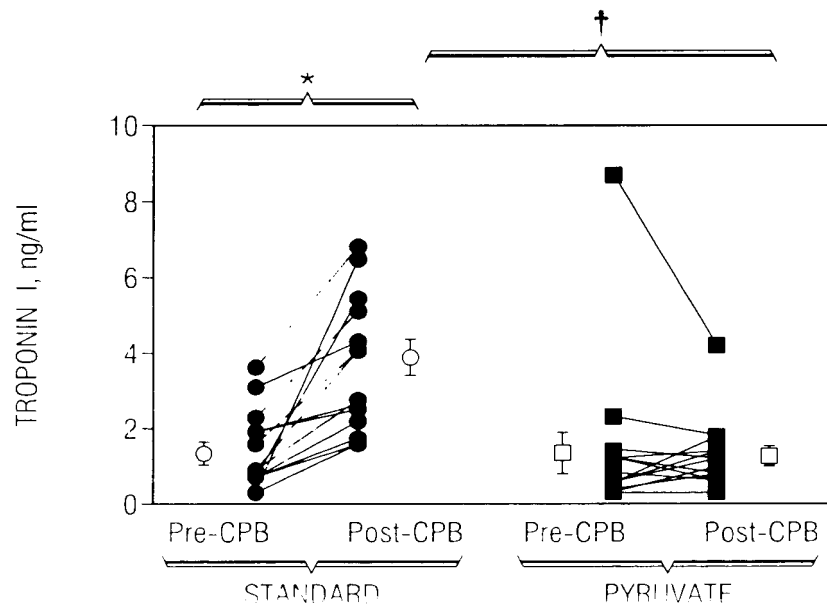 †
*
TROPONIN I, ng/ml
10
8
6
4
2
0
Pre-CPB Post-CPB Pre-CPB Post-CPB
STANDARD PYRUVATE